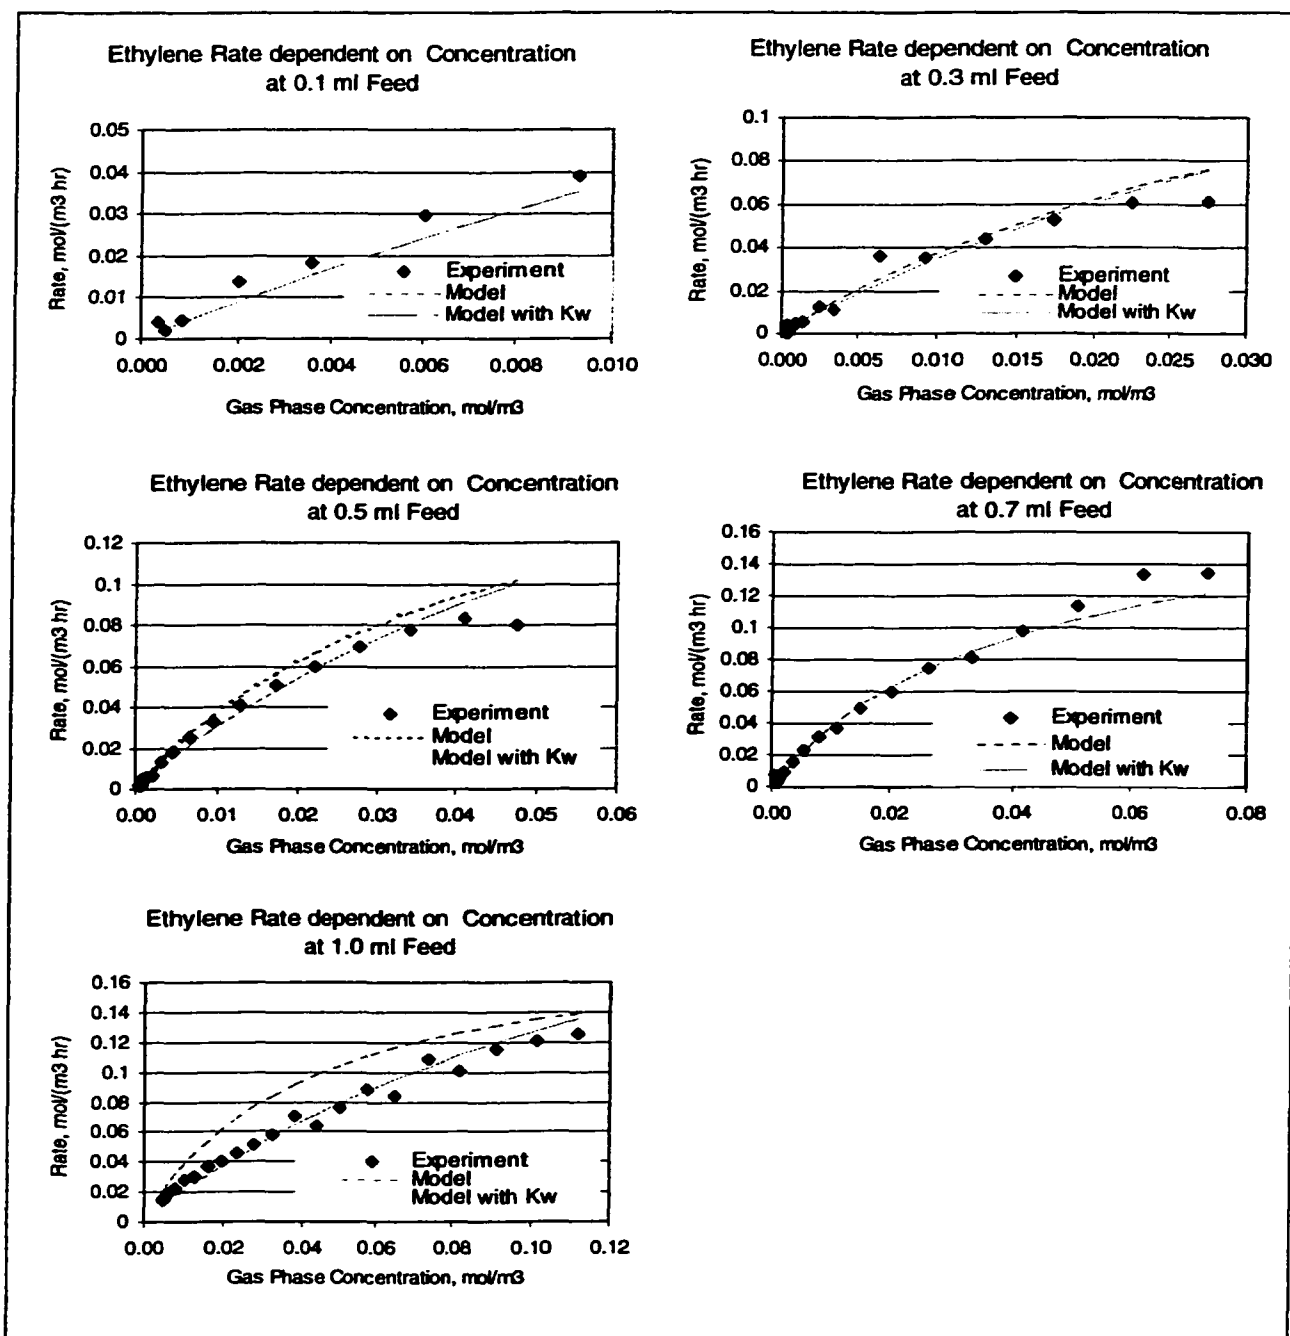 Ethylene Rate dependent on Concentration
at 0.1 ml Feed
Rate, mol/(m3 hr)
0.05
0.04
0.03
0.02
0.01
0
0.000 0.002 0.004 0.006 0.008 0.010
Experiment
Model
Model with Kw
Gas Phase Concentration, mol/m3
Ethylene Rate dependent on Concentration
at 0.3 ml Feed
Rate, mol/(m3 hr)
0.1
0.08
0.06
0.04
0.02
0
0.000 0.005 0.010 0.015 0.020 0.025 0.030
Experiment
Model
Model with Kw
Gas Phase Concentration, mol/m3
Ethylene Rate dependent on Concentration
at 0.5 ml Feed
Rate, mol/(m3 hr)
0.12
0.1
0.08
0.06
0.04
0.02
0
0.00 0.01 0.02 0.03 0.04 0.05 0.06
Experiment
Model
Model with Kw
Gas Phase Concentration, mol/m3
Ethylene Rate dependent on Concentration
at 0.7 ml Feed
Rate, mol/(m3 hr)
0.16
0.14
0.12
0.1
0.08
0.06
0.04
0.02
0
0.00 0.02 0.04 0.06 0.08
Experiment
Model
Model with Kw
Gas Phase Concentration, mol/m3
Ethylene Rate dependent on Concentration
at 1.0 ml Feed
Rate, mol/(m3 hr)
0.16
0.14
0.12
0.1
0.08
0.06
0.04
0.02
0
0.00 0.02 0.04 0.06 0.08 0.10 0.12
Experiment
Model
Model with Kw
Gas Phase Concentration, mol/m3